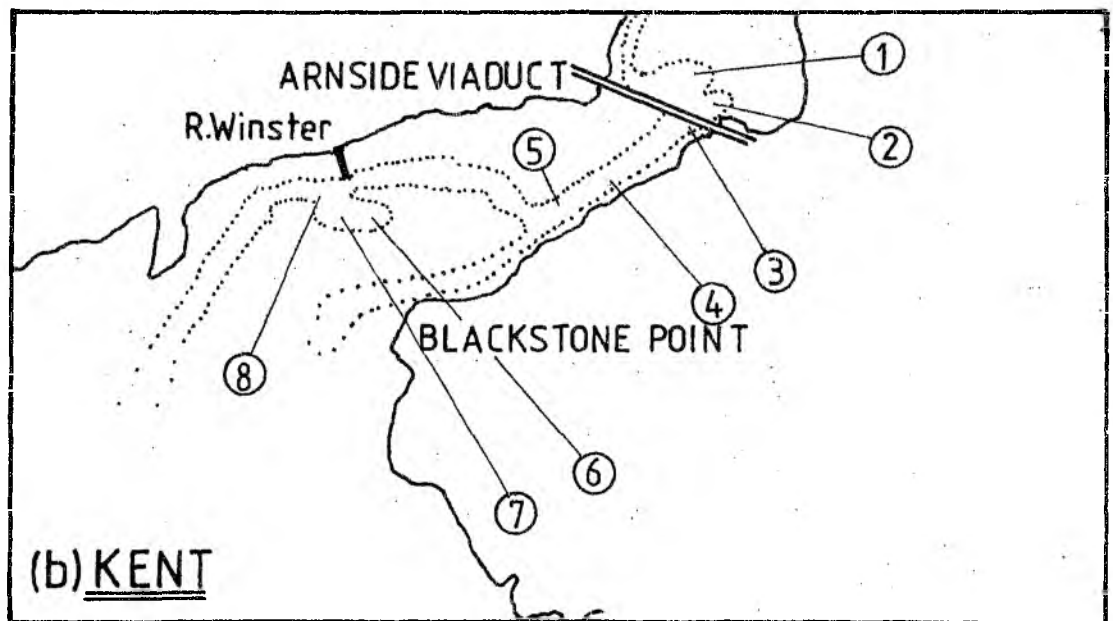 1
ARNSIDE VIADUCT
R.Winster
2
5
3
4
BLACKSTONE POINT
8
6
7
(b) KENT